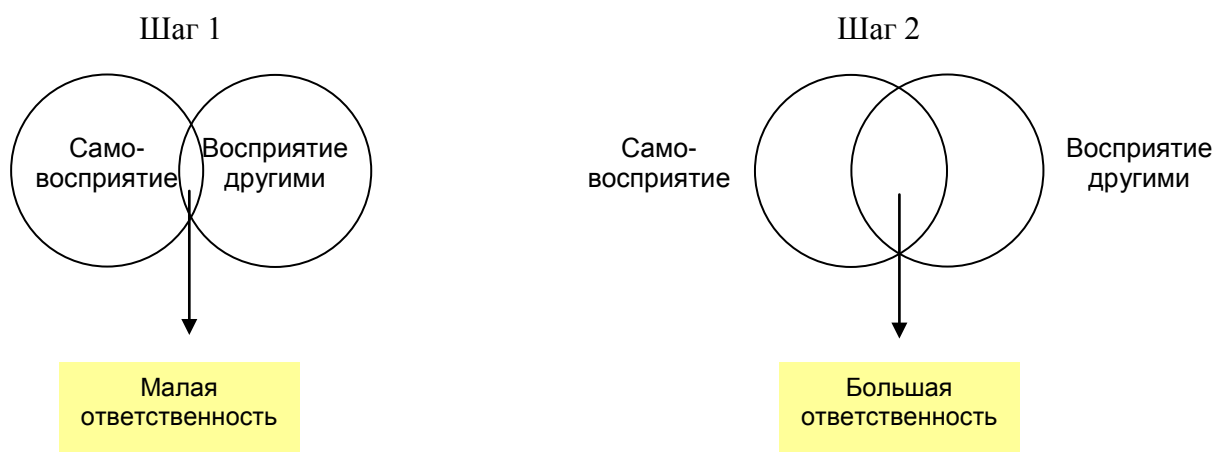 Шаг 1
Само-
восприятие
Восприятие
другими
Малая
ответственность
Шаг 2
Само-
восприятие
Восприятие
другими
Большая
ответственность